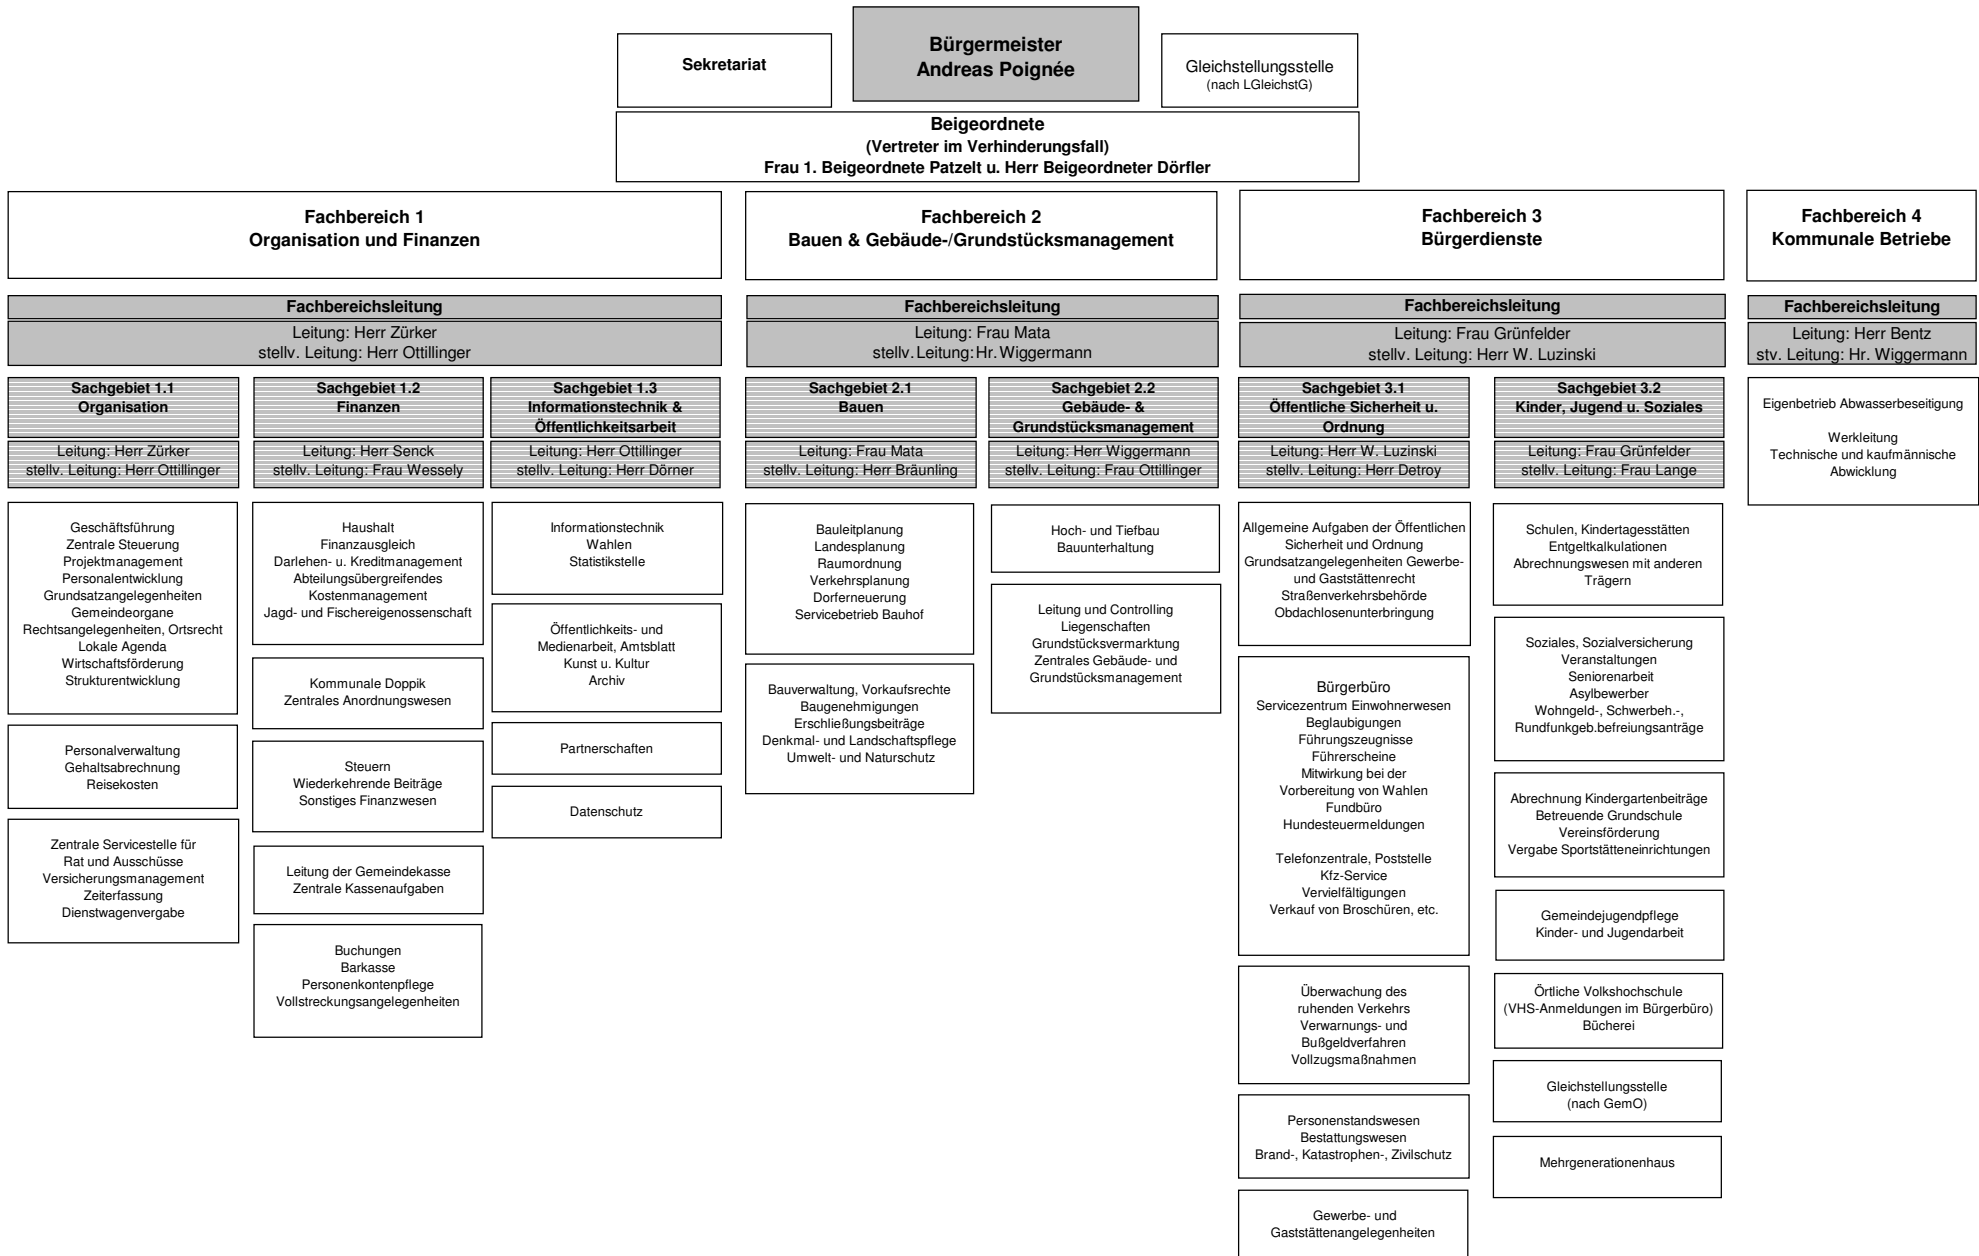 Sekretariat
Bürgermeister
Andreas Poignée
Gleichstellungsstelle
(nach LGleichstG)
Beigeordnete
(Vertreter im Verhinderungsfall)
Frau 1. Beigeordnete Patzelt u. Herr Beigeordneter Dörfler
Fachbereich 1
Organisation und Finanzen
Fachbereichsleitung
Leitung: Herr Zürker
stellv. Leitung: Herr Ottillinger
Sachgebiet 1.1
Organisation
Leitung: Herr Zürker
stellv. Leitung: Herr Ottillinger
Geschäftsführung
Zentrale Steuerung
Projektmanagement
Personalentwicklung
Grundsatzangelegenheiten
Gemeindeorgane
Rechtsangelegenheiten, Ortsrecht
Lokale Agenda
Wirtschaftsförderung
Strukturentwicklung
Personalverwaltung
Gehaltsabrechnung
Reisekosten
Zentrale Servicestelle für
Rat und Ausschüsse
Versicherungsmanagement
Zeiterfassung
Dienstwagenvergabe
Sachgebiet 1.2
Finanzen
Leitung: Herr Senck
stellv. Leitung: Frau Wessely
Haushalt
Finanzausgleich
Darlehen- u. Kreditmanagement
Abteilungsübergreifendes
Kostenmanagement
Jagd- und Fischereigenossenschaft
Kommunale Doppik
Zentrales Anordnungswesen
Steuern
Wiederkehrende Beiträge
Sonstiges Finanzwesen
Leitung der Gemeindekasse
Zentrale Kassenaufgaben
Buchungen
Barkasse
Personenkontenpflege
Vollstreckungsangelegenheiten
Sachgebiet 1.3
Informationstechnik &
Öffentlichkeitsarbeit
Leitung: Herr Ottillinger
stellv. Leitung: Herr Dörner
Informationstechnik
Wahlen
Statistikstelle
Öffentlichkeits- und
Medienarbeit, Amtsblatt
Kunst u. Kultur
Archiv
Partnerschaften
Datenschutz
Fachbereich 2
Bauen & Gebäude-/Grundstücksmanagement
Fachbereichsleitung
Leitung: Frau Mata
stellv. Leitung: Hr. Wiggermann
Sachgebiet 2.1
Bauen
Leitung: Frau Mata
stellv. Leitung: Herr Bräunling
Bauleitplanung
Landesplanung
Raumordnung
Verkehrsplanung
Dorferneuerung
Servicebetrieb Bauhof
Bauverwaltung, Vorkaufsrechte
Baugenehmigungen
Erschließungsbeiträge
Denkmal- und Landschaftpflege
Umwelt- und Naturschutz
Sachgebiet 2.2
Gebäude- &
Grundstücksmanagement
Leitung: Herr Wiggermann
stellv. Leitung: Frau Ottillinger
Hoch- und Tiefbau
Bauunterhaltung
Leitung und Controlling
Liegenschaften
Grundstücksvermarktung
Zentrales Gebäude- und
Grundstücksmanagement
Fachbereich 3
Bürgerdienste
Fachbereichsleitung
Leitung: Frau Grünfelder
stellv. Leitung: Herr W. Luzinski
Sachgebiet 3.1
Öffentliche Sicherheit u.
Ordnung
Leitung: Herr W. Luzinski
stellv. Leitung: Herr Detroy
Allgemeine Aufgaben der Öffentlichen
Sicherheit und Ordnung
Grundsatzangelegenheiten Gewerbe-
und Gaststättenrecht
Straßenverkehrsbehörde
Obdachlosenunterbringung
Bürgerbüro
Servicezentrum Einwohnerwesen
Beglaubigungen
Führungszeugnisse
Führerscheine
Mitwirkung bei der
Vorbereitung von Wahlen
Fundbüro
Hundesteuermeldungen
Telefonzentrale, Poststelle
Kfz-Service
Vervielfältigungen
Verkauf von Broschüren, etc.
Überwachung des
ruhenden Verkehrs
Verwarnungs- und
Bußgeldverfahren
Vollzugsmaßnahmen
Personenstandswesen
Bestattungswesen
Brand-, Katastrophen-, Zivilschutz
Gewerbe- und
Gaststättenangelegenheiten
Sachgebiet 3.2
Kinder, Jugend u. Soziales
Leitung: Frau Grünfelder
stellv. Leitung: Frau Lange
Schulen, Kindertagesstätten
Entgeltkalkulationen
Abrechnungswesen mit anderen
Trägern
Soziales, Sozialversicherung
Veranstaltungen
Seniorenarbeit
Asylbewerber
Wohngeld-, Schwerbeh.-,
Rundfunkgeb.befreiungsanträge
Abrechnung Kindergartenbeiträge
Betreuende Grundschule
Vereinsförderung
Vergabe Sportstätteneinrichtungen
Gemeindejugendpflege
Kinder- und Jugendarbeit
Örtliche Volkshochschule
(VHS-Anmeldungen im Bürgerbüro)
Bücherei
Gleichstellungsstelle
(nach GemO)
Mehrgenerationenhaus
Fachbereich 4
Kommunale Betriebe
Fachbereichsleitung
Leitung: Herr Bentz
stv. Leitung: Hr. Wiggermann
Eigenbetrieb Abwasserbeseitigung
Werkleitung
Technische und kaufmännische
Abwicklung